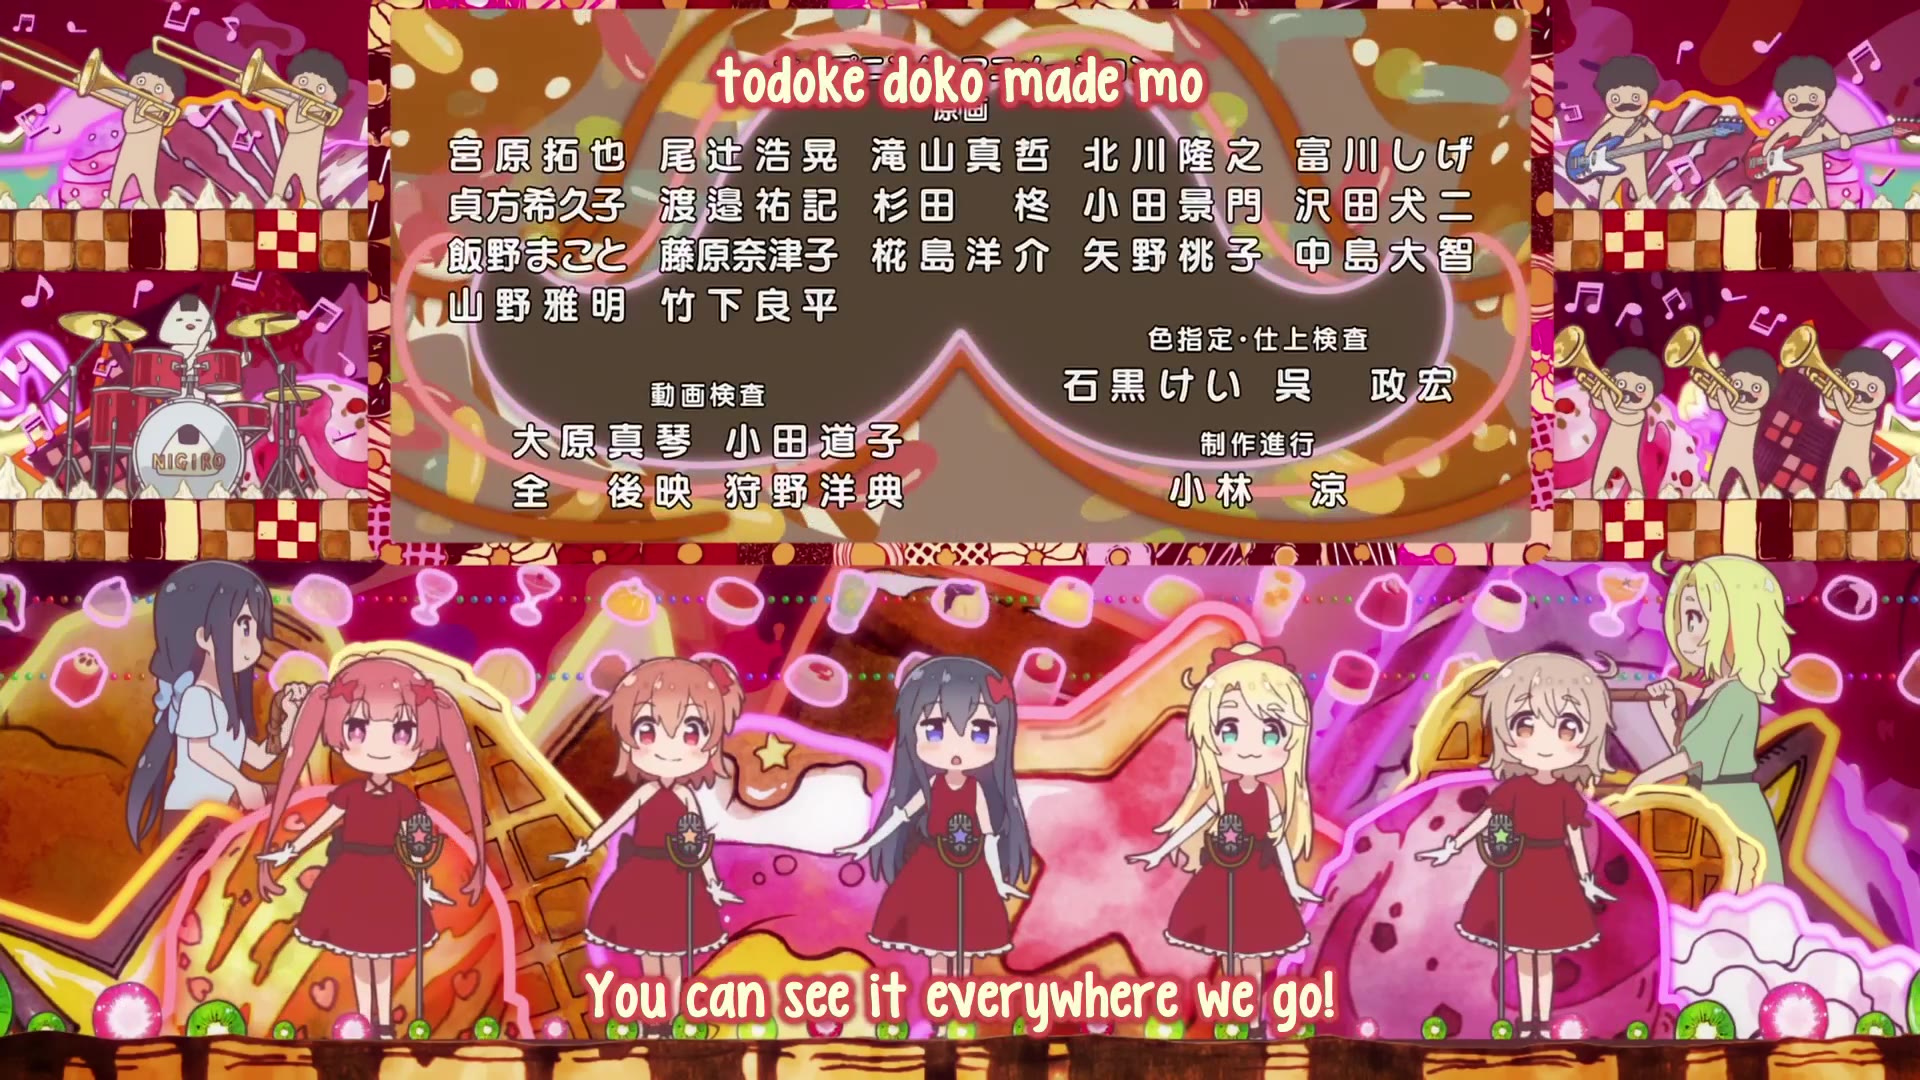 todoke doko made mo
原画
宮原拓也 尾辻浩晃 滝山真哲 北川隆之 富川しげ
貞方希久子 渡邉祐記 杉田 柊 小田景門 沢田犬二
飯野まこと 藤原奈津子 椛島洋介 矢野桃子 中島大智
山野雅明 竹下良平
色指定・仕上検査
石黒けい 呉 政宏
動画検査
大原真琴 小田道子
全 後映 狩野洋典
制作進行
小林 涼
NIGIRO
You can see it everywhere we go!